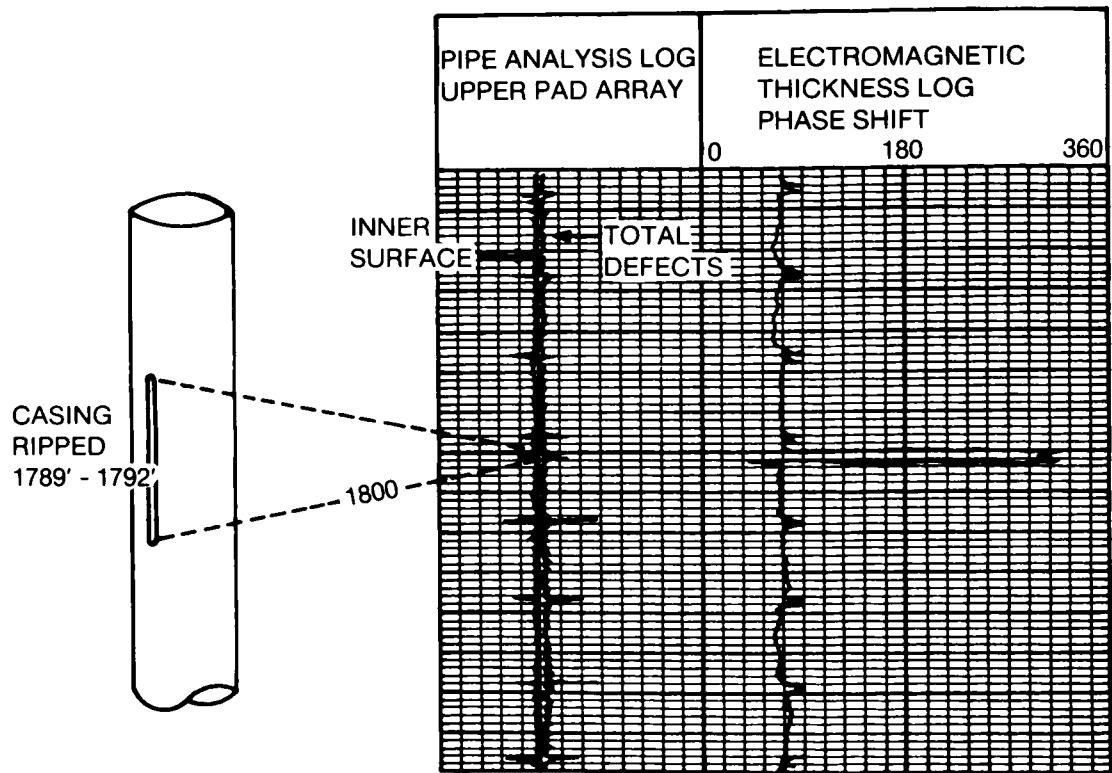 PIPE ANALYSIS LOG
UPPER PAD ARRAY
ELECTROMAGNETIC
THICKNESS LOG
PHASE SHIFT
0 180 360
INNER
SURFACE
TOTAL
DEFECTS
CASING
RIPPED
1789' - 1792'
1800